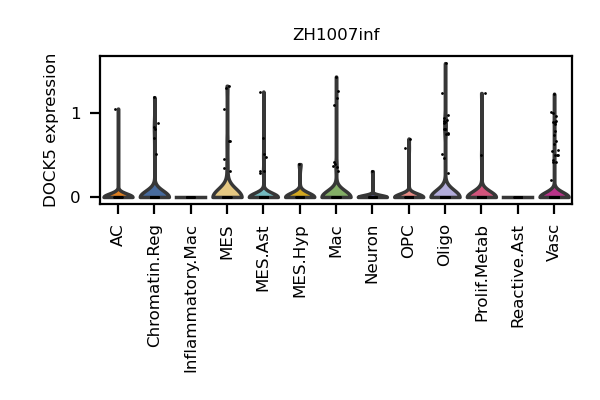 ZH1007inf
DOCK5 expression
1
0
AC
Chromatin.Reg
Inflammatory.Mac
MES
MES.Ast
MES.Hyp
Mac
Neuron
OPC
Oligo
Prolif.Metab
Reactive.Ast
Vasc